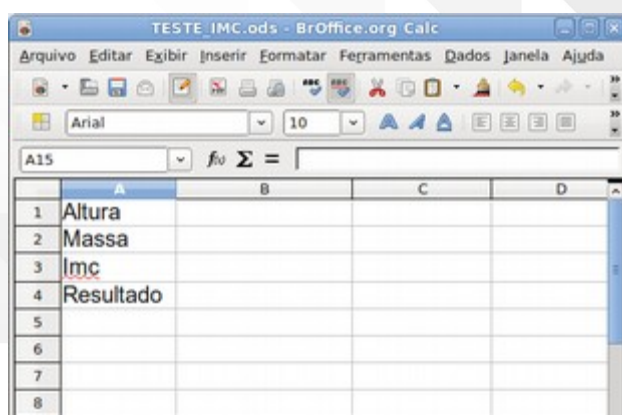 TESTE_IMC.ods - BrOffice.org Calc
Arquivo Editar Exibir Inserir Formatar Ferramentas Dados Janela Ajuda
Arial 10
A15 f(x) Σ =
A B C D
1 Altura
2 Massa
3 Imc
4 Resultado
5
6
7
8